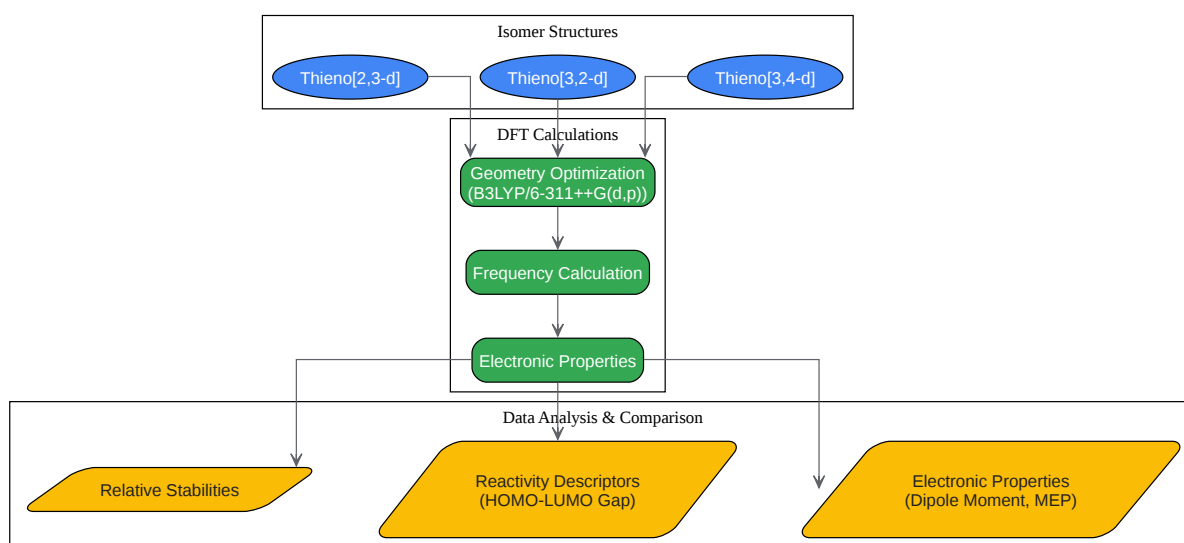 Isomer Structures
Thieno[2,3-d]
Thieno[3,2-d]
Thieno[3,4-d]
DFT Calculations
Geometry Optimization
(B3LYP/6-311++G(d,p))
Frequency Calculation
Electronic Properties
Data Analysis & Comparison
Relative Stabilities
Reactivity Descriptors
(HOMO-LUMO Gap)
Electronic Properties
(Dipole Moment, MEP)